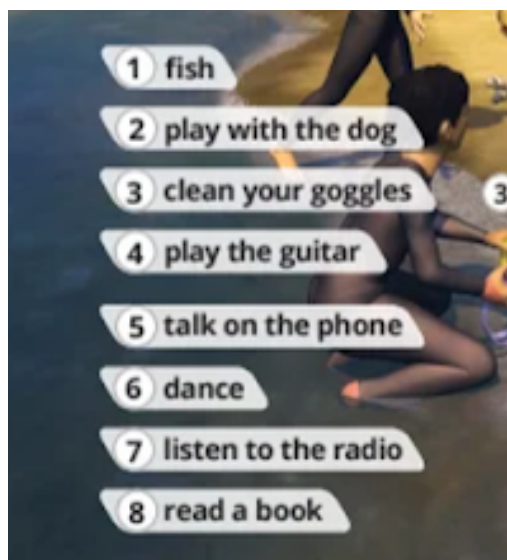 1 fish
2 play with the dog
3 clean your goggles
3
4 play the guitar
5 talk on the phone
6 dance
7 listen to the radio
8 read a book